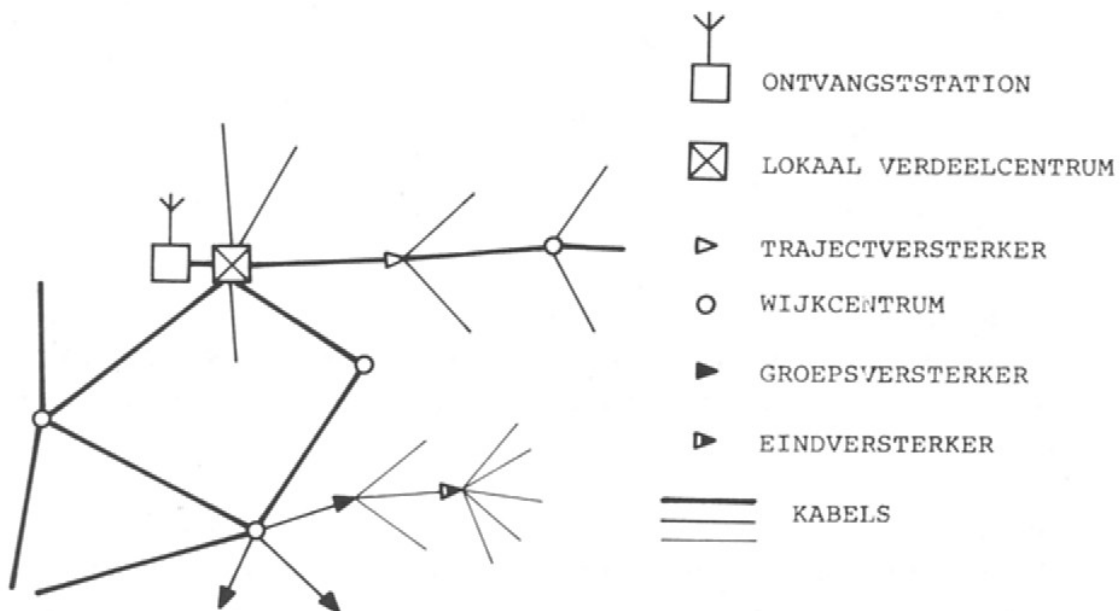 ONTVANGSTSTATION
LOKAAL VERDEELCENTRUM
TRAJECTVERSTERKER
WIJKCENTRUM
GROEPSVERSTERKER
EINDVERSTERKER
KABELS